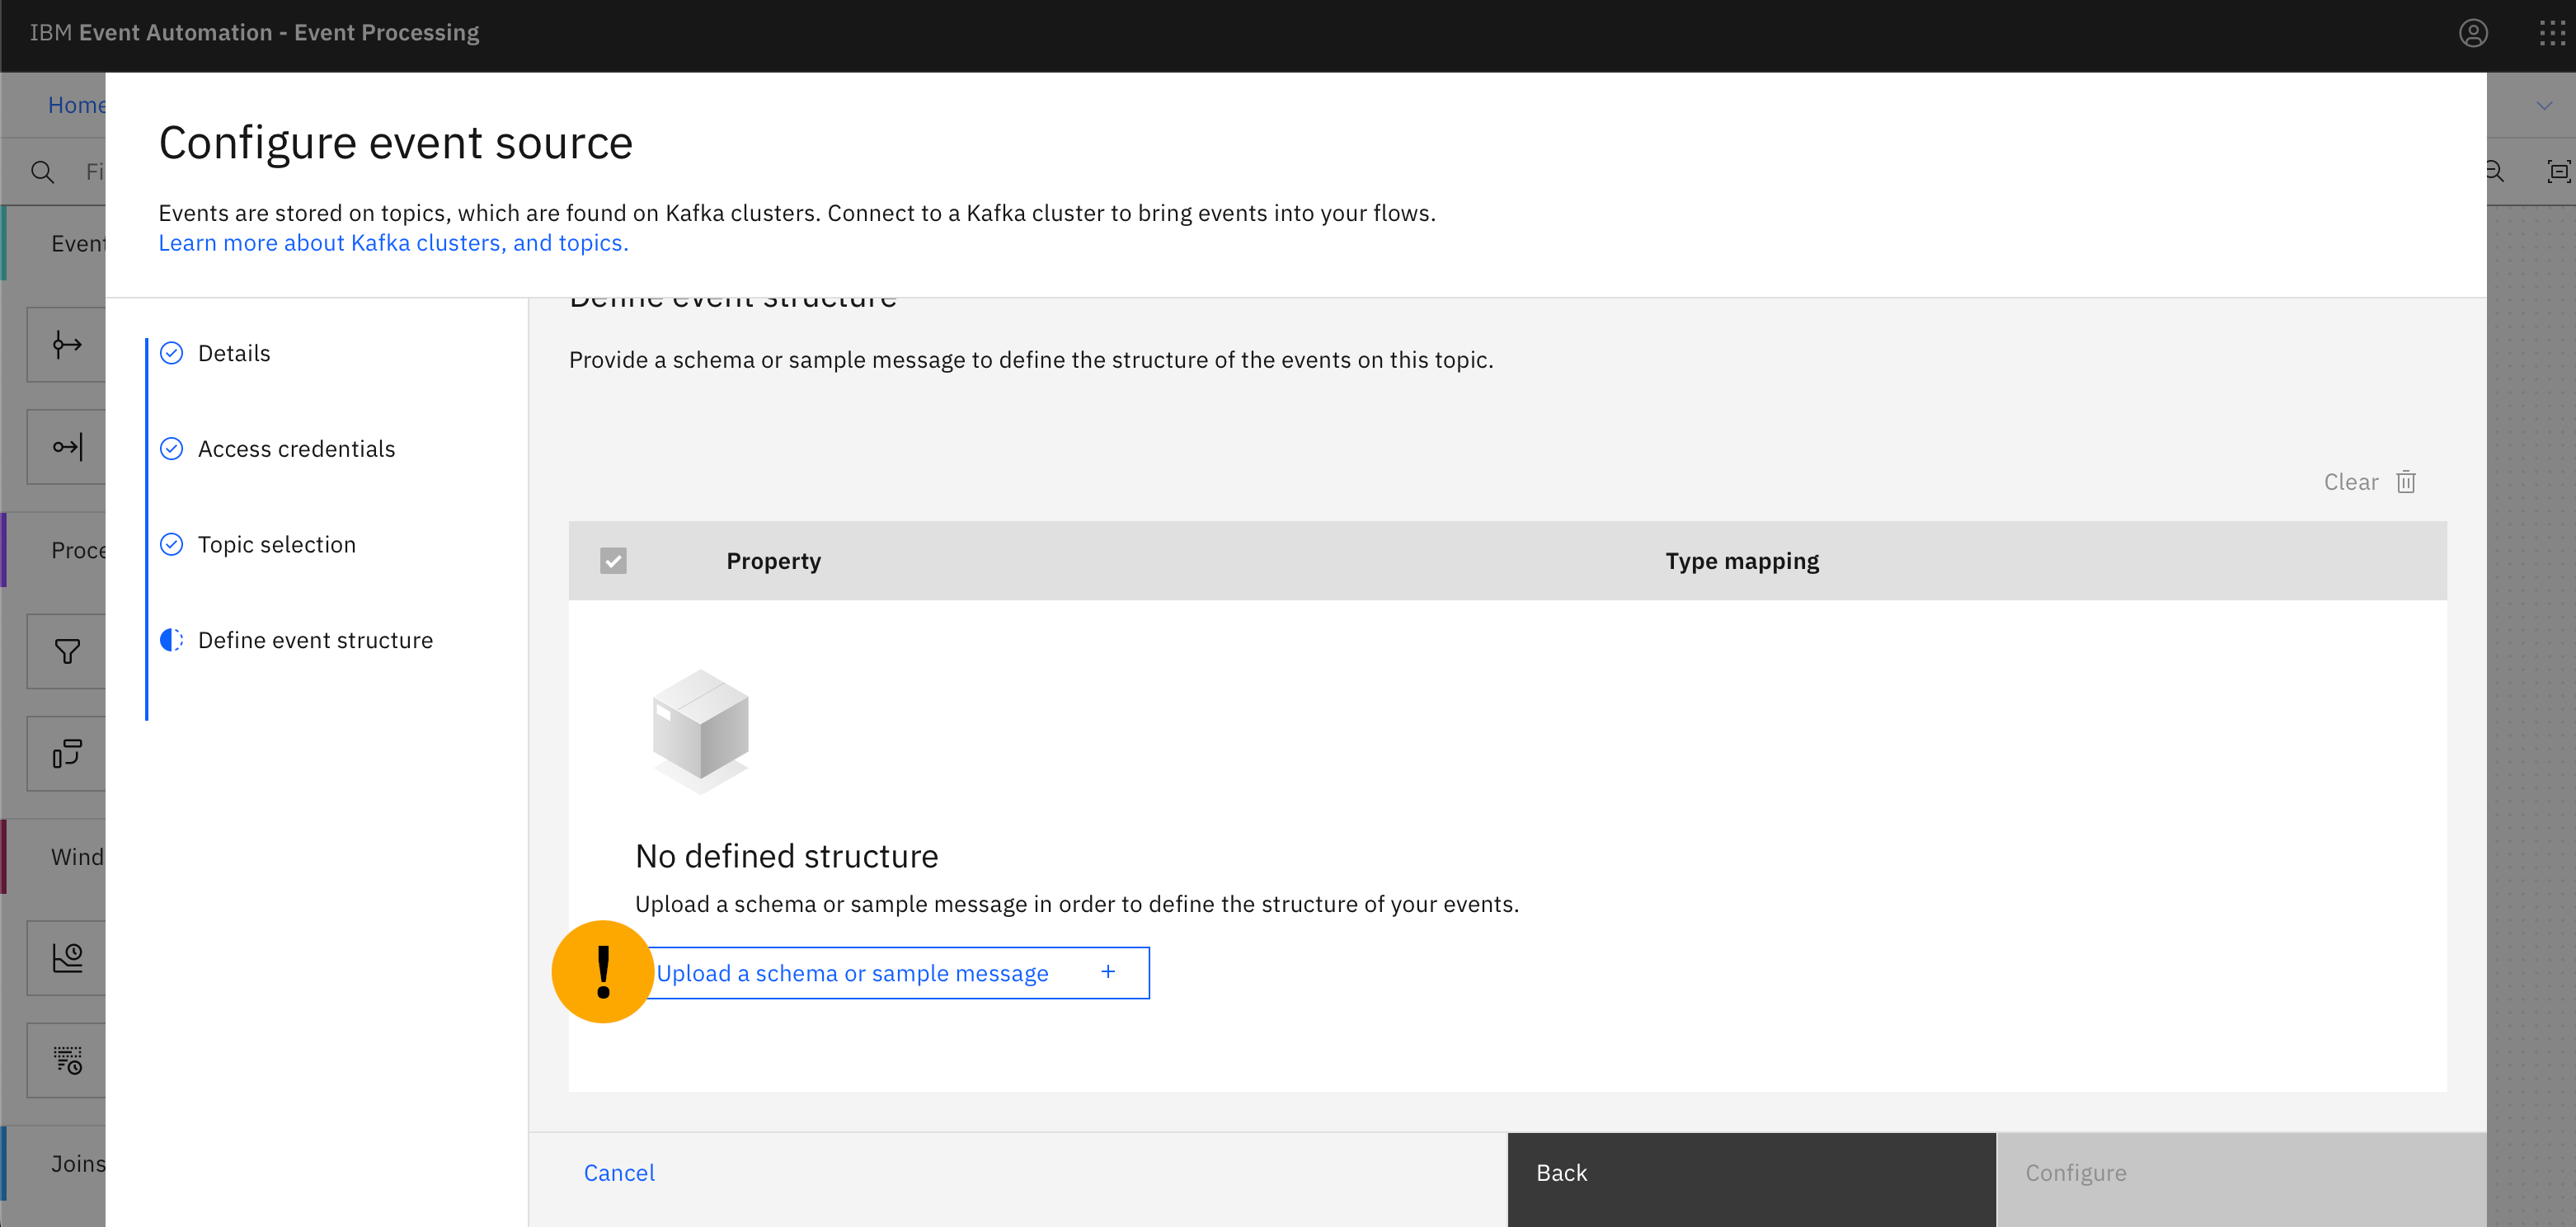 IBM Event Automation - Event Processing
Home
Configure event source
Fi
Events are stored on topics, which are found on Kafka clusters. Connect to a Kafka cluster to bring events into your flows.
Learn more about Kafka clusters, and topics.
Event
Define event structure
Details
Provide a schema or sample message to define the structure of the events on this topic.
Access credentials
Clear
Topic selection
Proce
Property
Type mapping
Define event structure
Wind
No defined structure
Upload a schema or sample message in order to define the structure of your events.
!
Upload a schema or sample message +
Joins
Cancel
Back
Configure